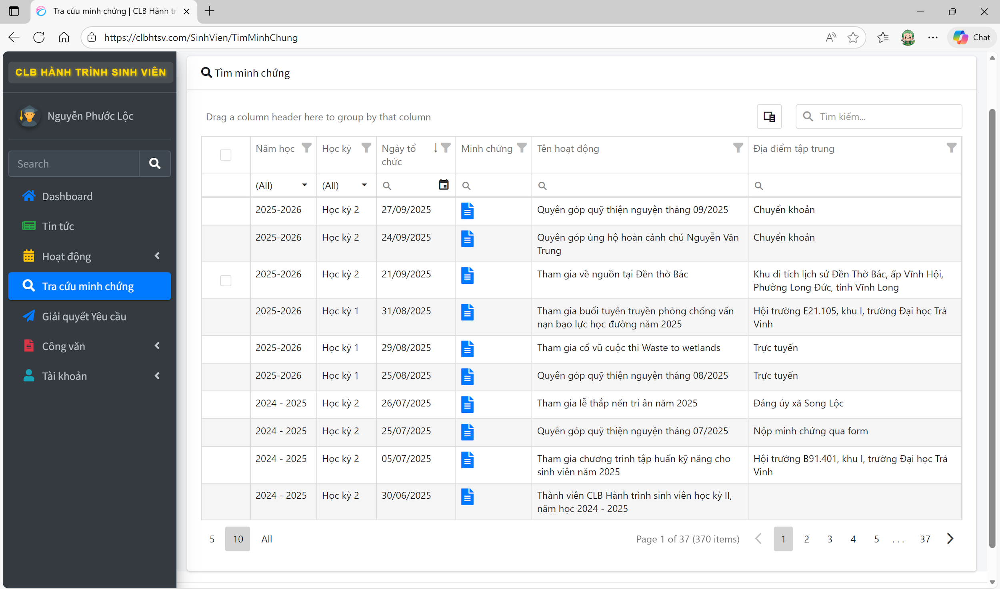 Tra cứu minh chứng | CLB Hành tr
https://clbhtsv.com/SinhVien/TimMinhChung
Chat
CLB HÀNH TRÌNH SINH VIÊN
Nguyễn Phước Lộc
Search
Dashboard
Tin tức
Hoạt động
Tra cứu minh chứng
Giải quyết Yêu cầu
Công văn
Tài khoản
Tìm minh chứng
Drag a column header here to group by that column
Tìm kiếm...
Năm học Học kỳ Ngày tổ chức Minh chứng Tên hoạt động Địa điểm tập trung
(All) (All)
2025-2026 Học kỳ 2 27/09/2025 Quyên góp quỹ thiện nguyện tháng 09/2025 Chuyển khoản
2025-2026 Học kỳ 2 24/09/2025 Quyên góp ủng hộ hoàn cảnh chú Nguyễn Văn Chuyển khoản
Trung
2025-2026 Học kỳ 2 21/09/2025 Tham gia về nguồn tại Đền thờ Bác Khu di tích lịch sử Đền Thờ Bác, ấp Vĩnh Hội,
Phường Long Đức, tỉnh Vĩnh Long
2025-2026 Học kỳ 1 31/08/2025 Tham gia buổi tuyên truyền phòng chống vấn Hội trường E21.105, khu I, trường Đại học Trà
nạn bạo lực học đường năm 2025 Vinh
2025-2026 Học kỳ 1 29/08/2025 Tham gia cổ vũ cuộc thi Waste to wetlands Trực tuyến
2025-2026 Học kỳ 1 25/08/2025 Quyên góp quỹ thiện nguyện tháng 08/2025 Trực tuyến
2024 - 2025 Học kỳ 2 26/07/2025 Tham gia lễ thắp nến tri ân năm 2025 Đảng ủy xã Song Lộc
2024 - 2025 Học kỳ 2 25/07/2025 Quyên góp quỹ thiện nguyện tháng 07/2025 Nộp minh chứng qua form
2024 - 2025 Học kỳ 2 05/07/2025 Tham gia chương trình tập huấn kỹ năng cho Hội trường B91.401, khu I, trường Đại học Trà
sinh viên năm 2025 Vinh
2024 - 2025 Học kỳ 2 30/06/2025 Thành viên CLB Hành trình sinh viên học kỳ II,
năm học 2024 - 2025
5 10 All Page 1 of 37 (370 items) 1 2 3 4 5 ... 37